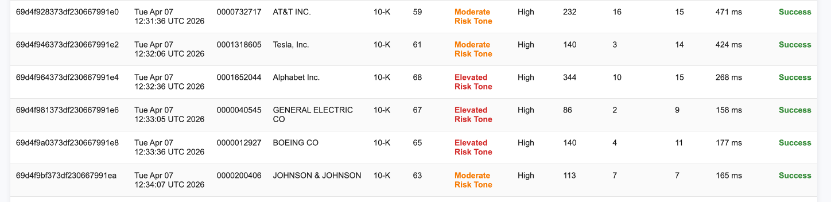 69d4f928373df230667991e0 Tue Apr 07 0000732717 AT&T INC. 10-K 59 Moderate High 232 16 15 471 ms Success
12:31:36 UTC 2026 Risk Tone
69d4f946373df230667991e2 Tue Apr 07 0001318605 Tesla, Inc. 10-K 61 Moderate High 140 3 14 424 ms Success
12:32:06 UTC 2026 Risk Tone
69d4f964373df230667991e4 Tue Apr 07 0001652044 Alphabet Inc. 10-K 68 Elevated High 344 10 15 268 ms Success
12:32:36 UTC 2026 Risk Tone
69d4f981373df230667991e6 Tue Apr 07 0000040545 GENERAL ELECTRIC 10-K 67 Elevated High 86 2 9 158 ms Success
12:33:05 UTC 2026 CO Risk Tone
69d4f9a0373df230667991e8 Tue Apr 07 0000012927 BOEING CO 10-K 65 Elevated High 140 4 11 177 ms Success
12:33:36 UTC 2026 Risk Tone
69d4f9bf373df230667991ea Tue Apr 07 0000200406 JOHNSON & JOHNSON 10-K 63 Moderate High 113 7 7 165 ms Success
12:34:07 UTC 2026 Risk Tone